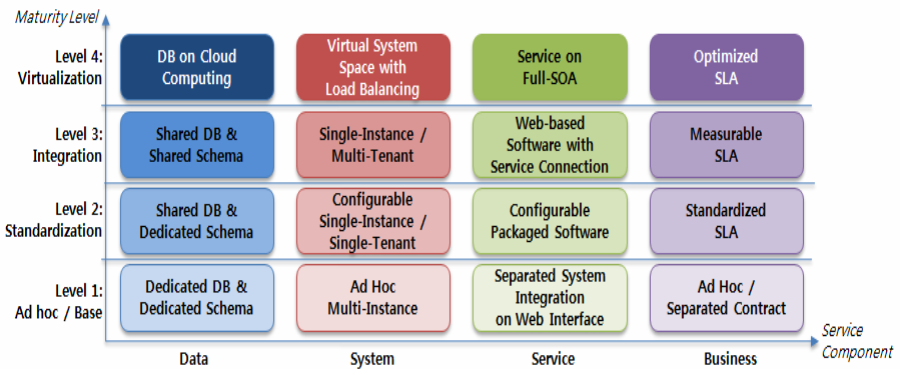 Maturity Level
Level 4:
Virtualization
DB on Cloud
Computing
Virtual System
Space with
Load Balancing
Service on
Full-SOA
Optimized
SLA
Level 3:
Integration
Shared DB &
Shared Schema
Single-Instance /
Multi-Tenant
Web-based
Software with
Service Connection
Measurable
SLA
Level 2:
Standardization
Shared DB &
Dedicated Schema
Configurable
Single-Instance /
Single-Tenant
Configurable
Packaged Software
Standardized
SLA
Level 1:
Ad hoc / Base
Dedicated DB &
Dedicated Schema
Ad Hoc
Multi-Instance
Separated System
Integration
on Web Interface
Ad Hoc /
Separated Contract
Service
Component
Data
System
Service
Business